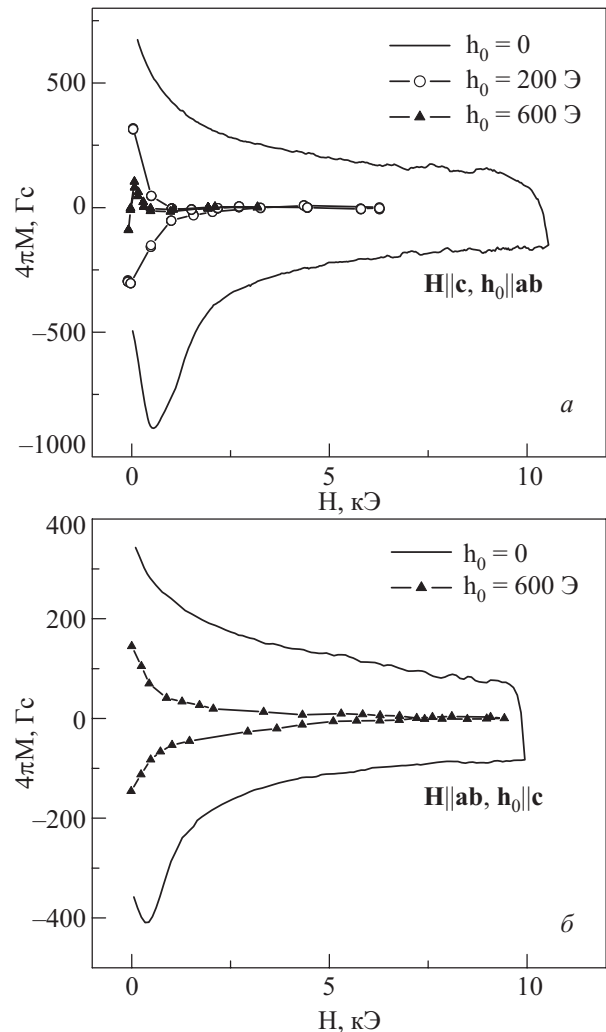 h₀ = 0
h₀ = 200 Э
h₀ = 600 Э
500
0
–500
–1000
4πM, Гс
H||c, h₀||ab
а
0
5
10
H, кЭ
400
200
0
–200
–400
4πM, Гс
h₀ = 0
h₀ = 600 Э
H||ab, h₀||c
б
0
5
10
H, кЭ